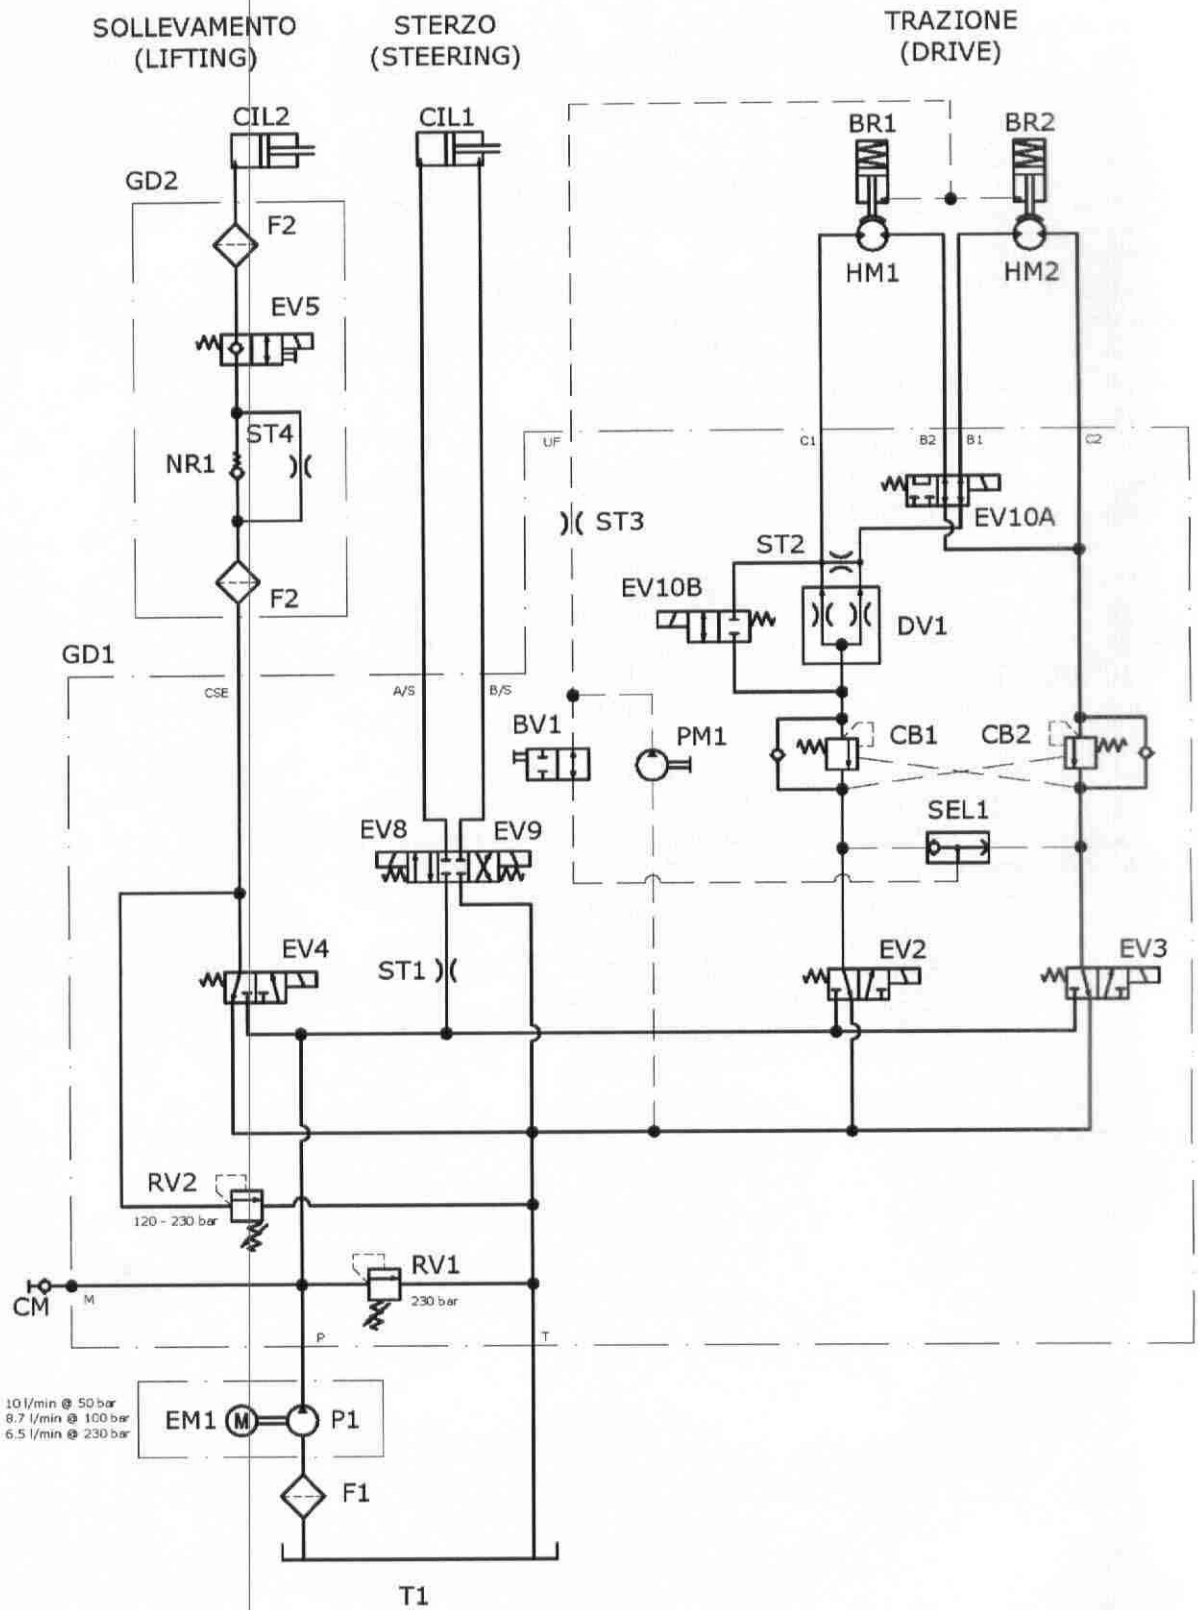 SOLLEVAMENTO
(LIFTING)
STERZO
(STEERING)
TRAZIONE
(DRIVE)
CIL2
CIL1
BR1
BR2
GD2
F2
HM1
HM2
EV5
ST4
NR1
UF
C1
B2
B1
C2
ST3
EV10A
ST2
EV10B
F2
DV1
GD1
CSE
A/S
B/S
BV1
PM1
CB1
CB2
SEL1
EV8
EV9
EV4
ST1
EV2
EV3
RV2
120 - 230 bar
RV1
230 bar
CM
M
P
T
10 l/min @ 50 bar
8.7 l/min @ 100 bar
6.5 l/min @ 230 bar
EM1
M
P1
F1
T1